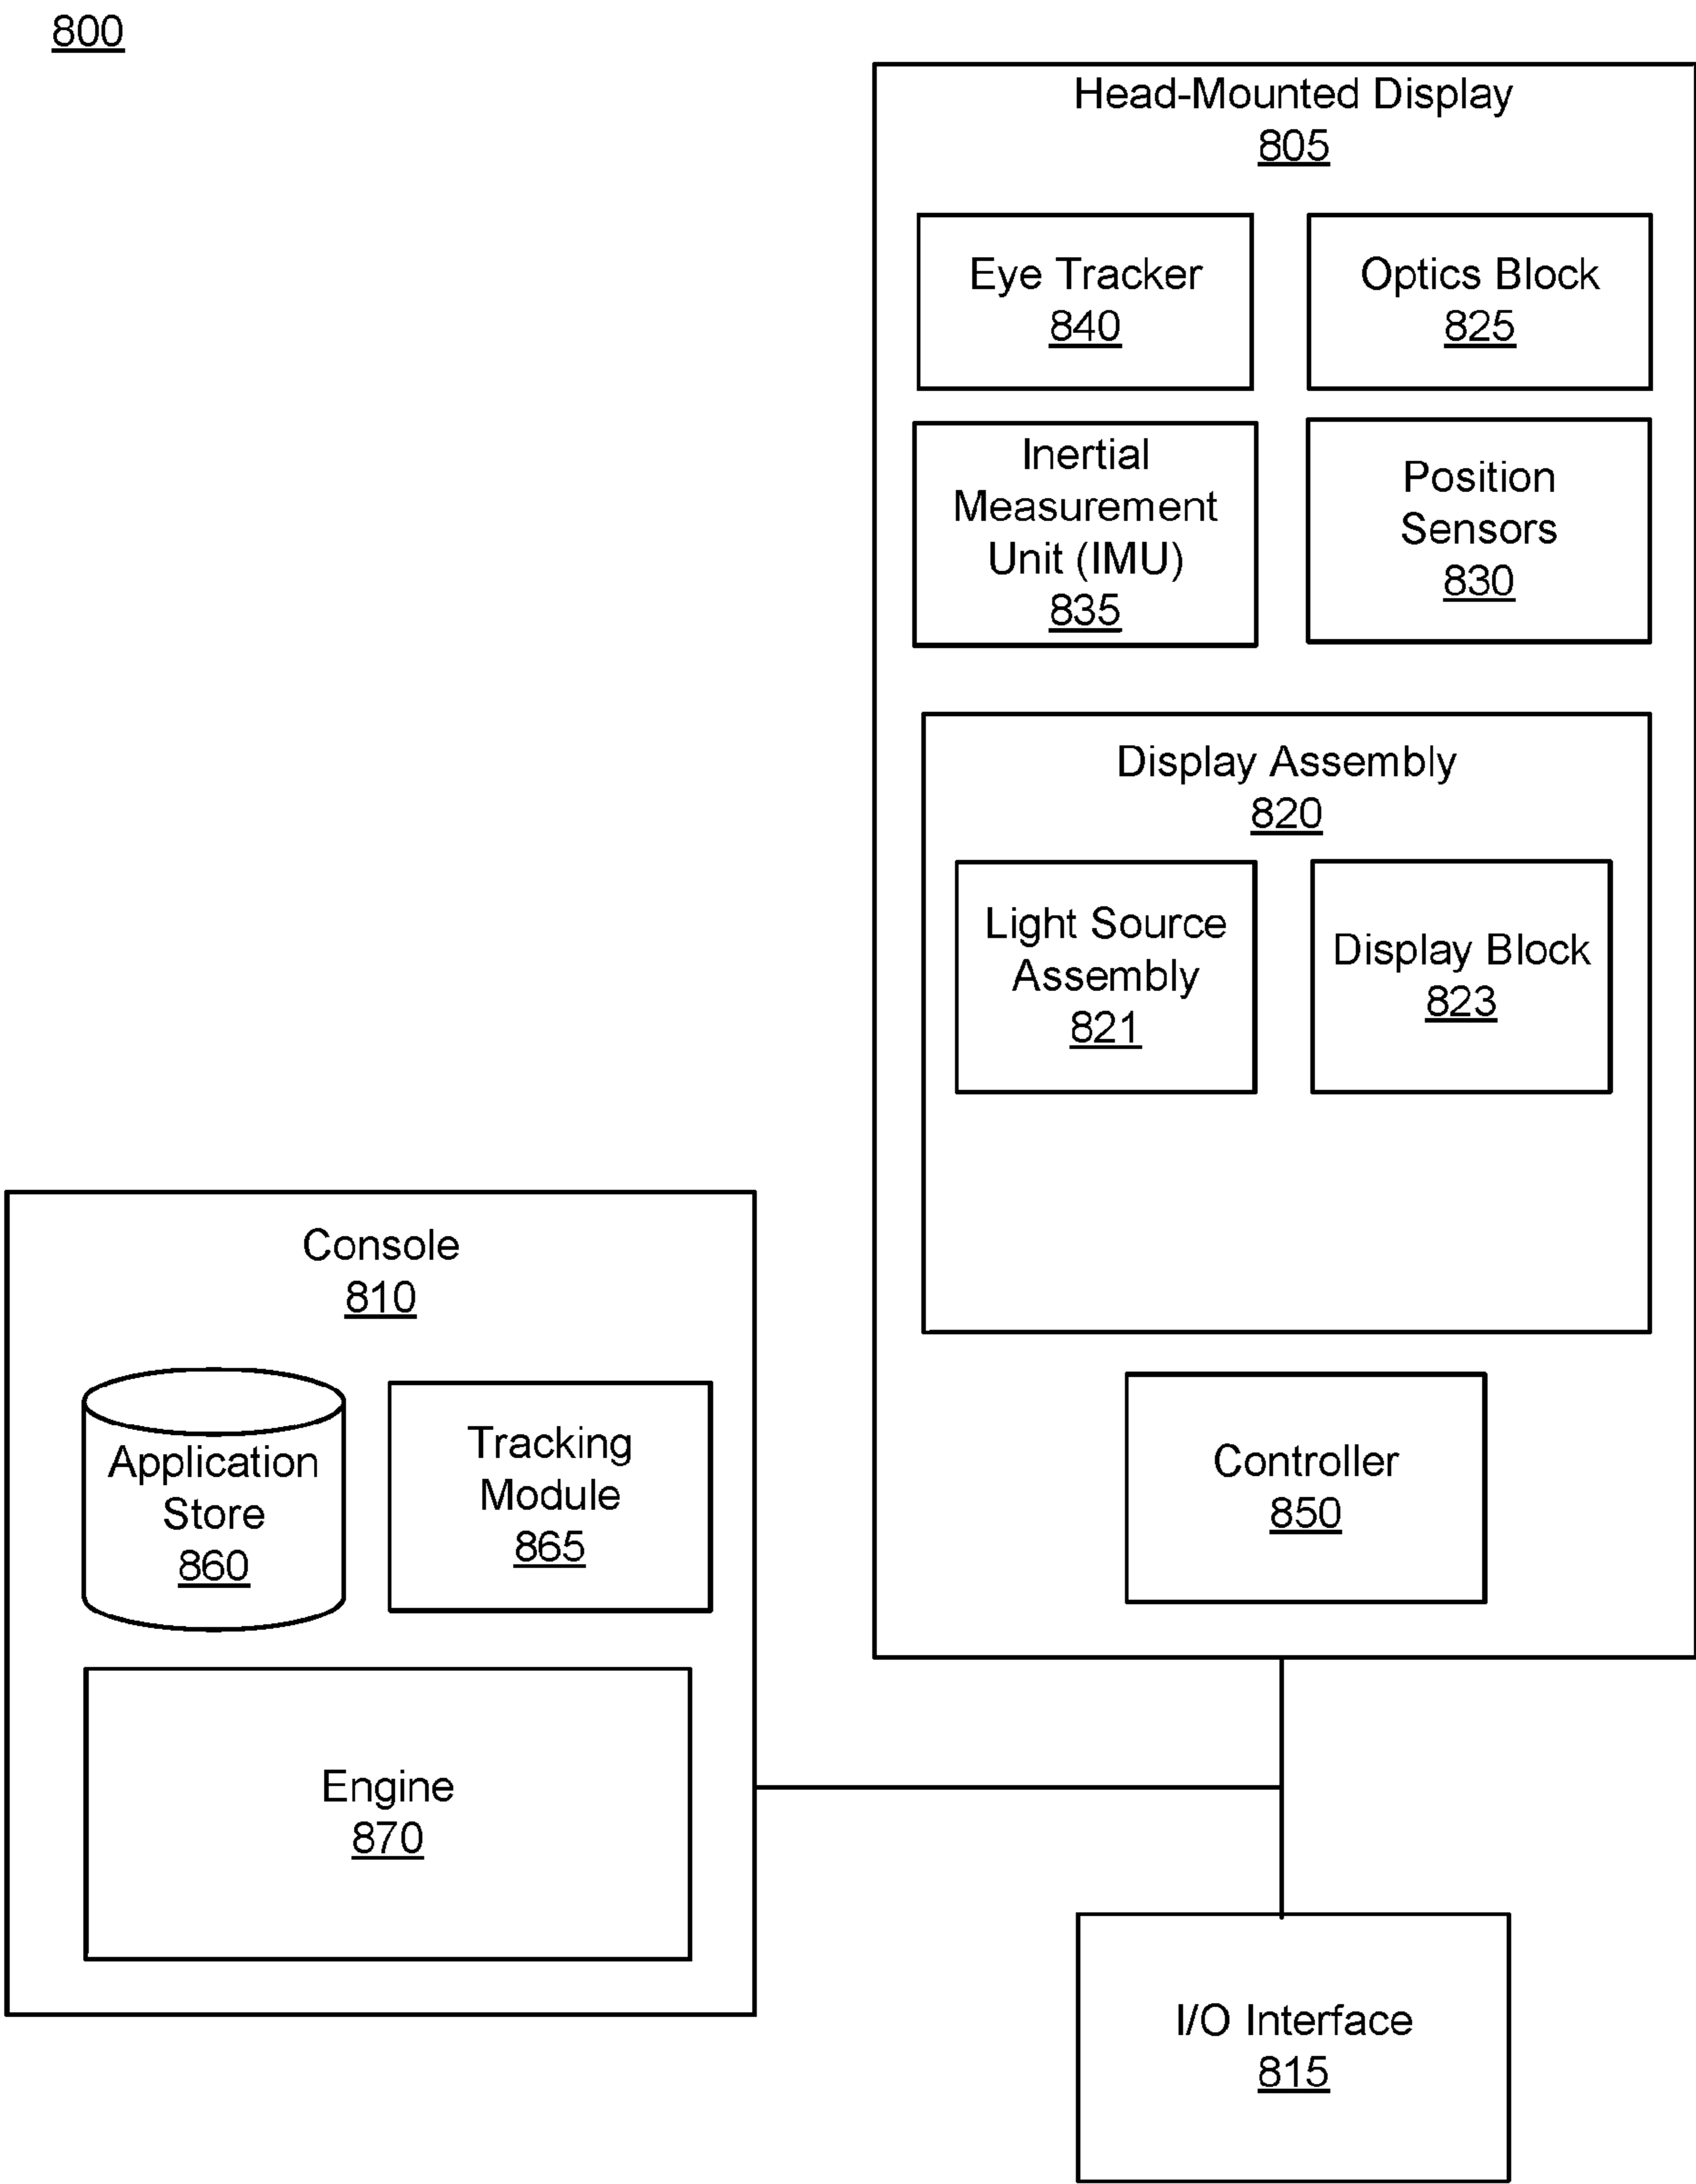 800
Head-Mounted Display
805
Eye Tracker
840
Optics Block
825
Inertial
Measurement
Unit (IMU)
835
Position
Sensors
830
Display Assembly
820
Light Source
Assembly
821
Display Block
823
Controller
850
Console
810
Application
Store
860
Tracking
Module
865
Engine
870
I/O Interface
815